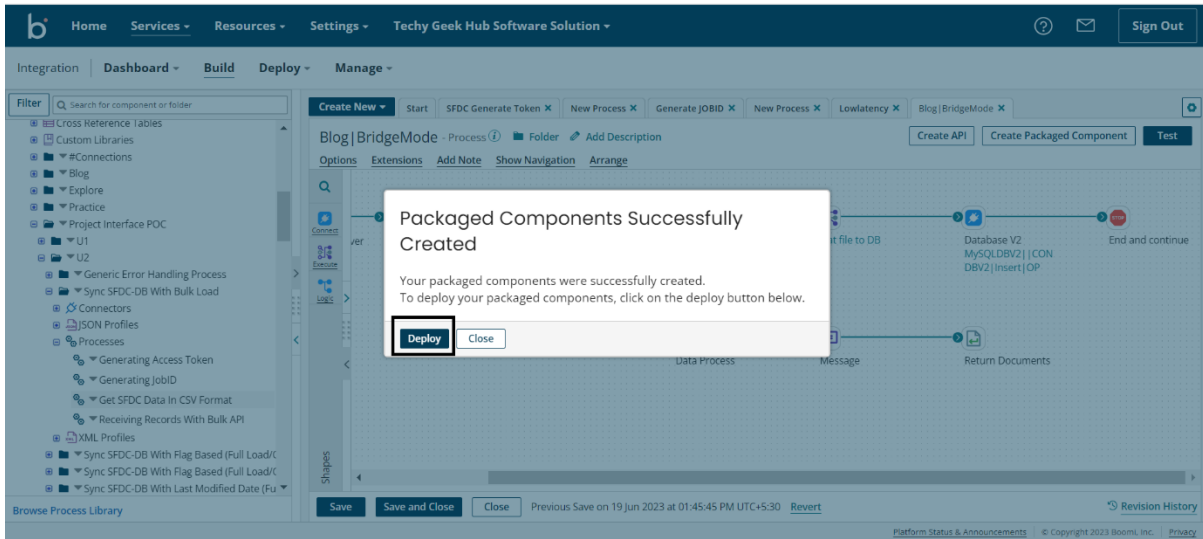 b Home Services Resources Settings Techy Geek Hub Software Solution Sign Out
Integration Dashboard Build Deploy Manage
Filter Search for component or folder
Cross Reference Tables
Custom Libraries
#Connections
Blog
Explore
Practice
Project Interface POC
U1
U2
Generic Error Handling Process
Sync SFDC-DB With Bulk Load
Connectors
JSON Profiles
Processes
Generating Access Token
Generating JobID
Get SFDC Data In CSV Format
Receiving Records With Bulk API
XML Profiles
Sync SFDC-DB With Flag Based (Full Load/
Sync SFDC-DB With Flag Based (Full Load/
Sync SFDC-DB With Last Modified Date (Fu
Browse Process Library
Create New Start SFDC Generate Token New Process Generate JOBID New Process Lowlatency Blog|BridgeMode
Blog|BridgeMode - Process Folder Add Description Create API Create Packaged Component Test
Options Extensions Add Note Show Navigation Arrange
Connect
Execute
Logic
Shapes
ver
at file to DB
Database V2
MySQLDBV2||CON
DBV2|Insert|OP
STOP
End and continue
Packaged Components Successfully
Created
Your packaged components were successfully created.
To deploy your packaged components, click on the deploy button below.
Deploy Close
Data Process Message Return Documents
Save Save and Close Close Previous Save on 19 Jun 2023 at 01:45:45 PM UTC+5:30 Revert Revision History
Platform Status & Announcements © Copyright 2023 Boomi, Inc. Privacy